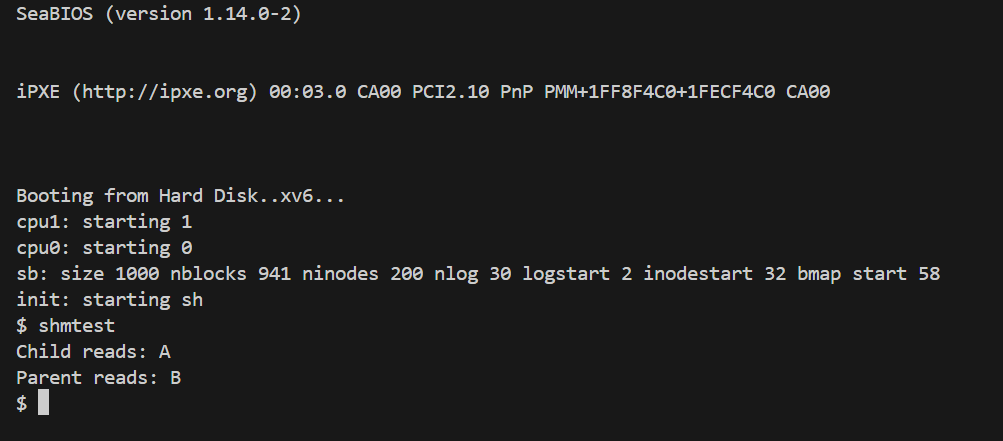 SeaBIOS (version 1.14.0-2)
iPXE (http://ipxe.org) 00:03.0 CA00 PCI2.10 PnP PMM+1FF8F4C0+1FECF4C0 CA00
Booting from Hard Disk..xv6...
cpu1: starting 1
cpu0: starting 0
sb: size 1000 nblocks 941 ninodes 200 nlog 30 logstart 2 inodestart 32 bmap start 58
init: starting sh
$ shmtest
Child reads: A
Parent reads: B
$